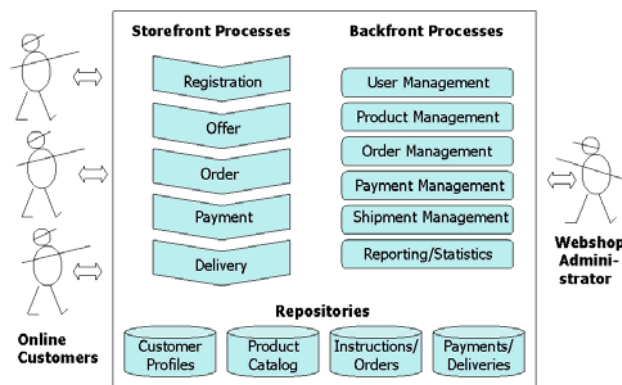 Storefront Processes
Registration
Offer
Order
Payment
Delivery
Backfront Processes
User Management
Product Management
Order Management
Payment Management
Shipment Management
Reporting/Statistics
Online
Customers
Webshop
Admini-
strator
Repositories
Customer
Profiles
Product
Catalog
Instructions/
Orders
Payments/
Deliveries